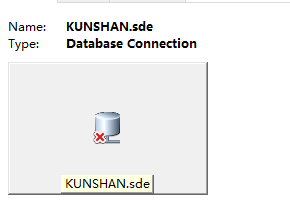 Name: KUNSHAN.sde
Type: Database Connection
KUNSHAN.sde